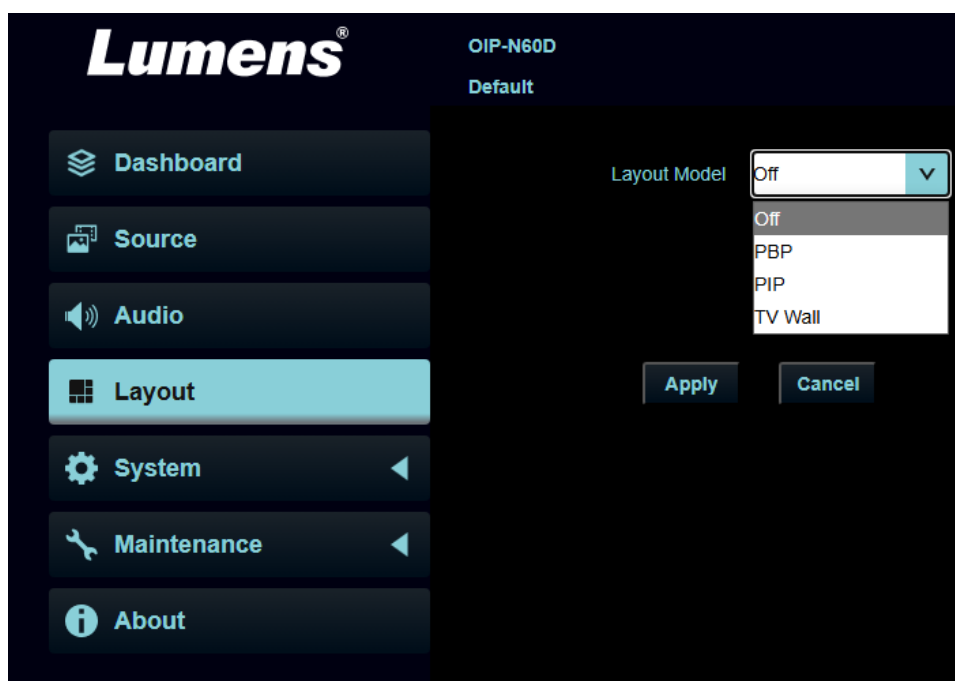 Lumens®
OIP-N60D
Default
Dashboard
Source
Audio
Layout
System
Maintenance
About
Layout Model Off
Off
PBP
PIP
TV Wall
Apply Cancel